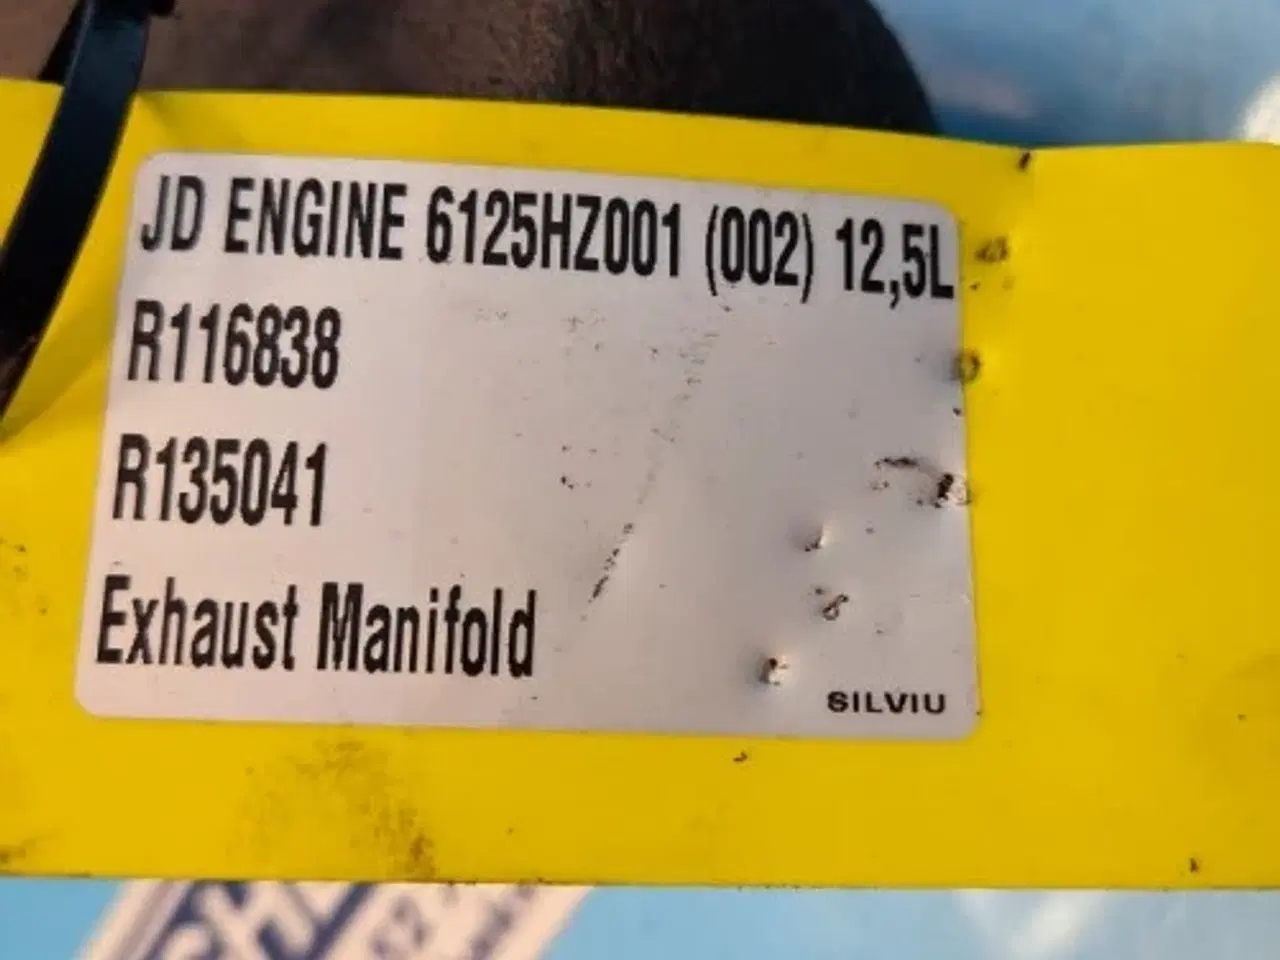 JD ENGINE 6125HZ001 (002) 12,5L
R116838
R135041
Exhaust Manifold
SILVIU